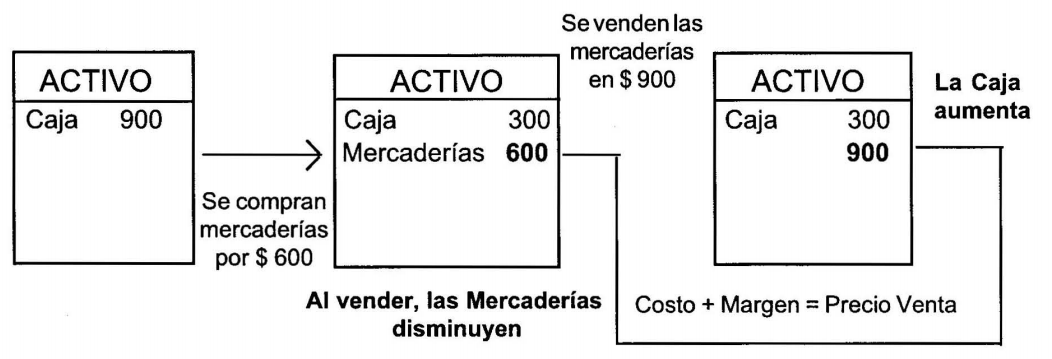 ACTIVO
Caja 900
Se compran
mercaderías
por $ 600
ACTIVO
Caja 300
Mercaderías 600
Al vender, las Mercaderías
disminuyen
Se venden las
mercaderías
en $ 900
ACTIVO
Caja 300
900
La Caja
aumenta
Costo + Margen = Precio Venta